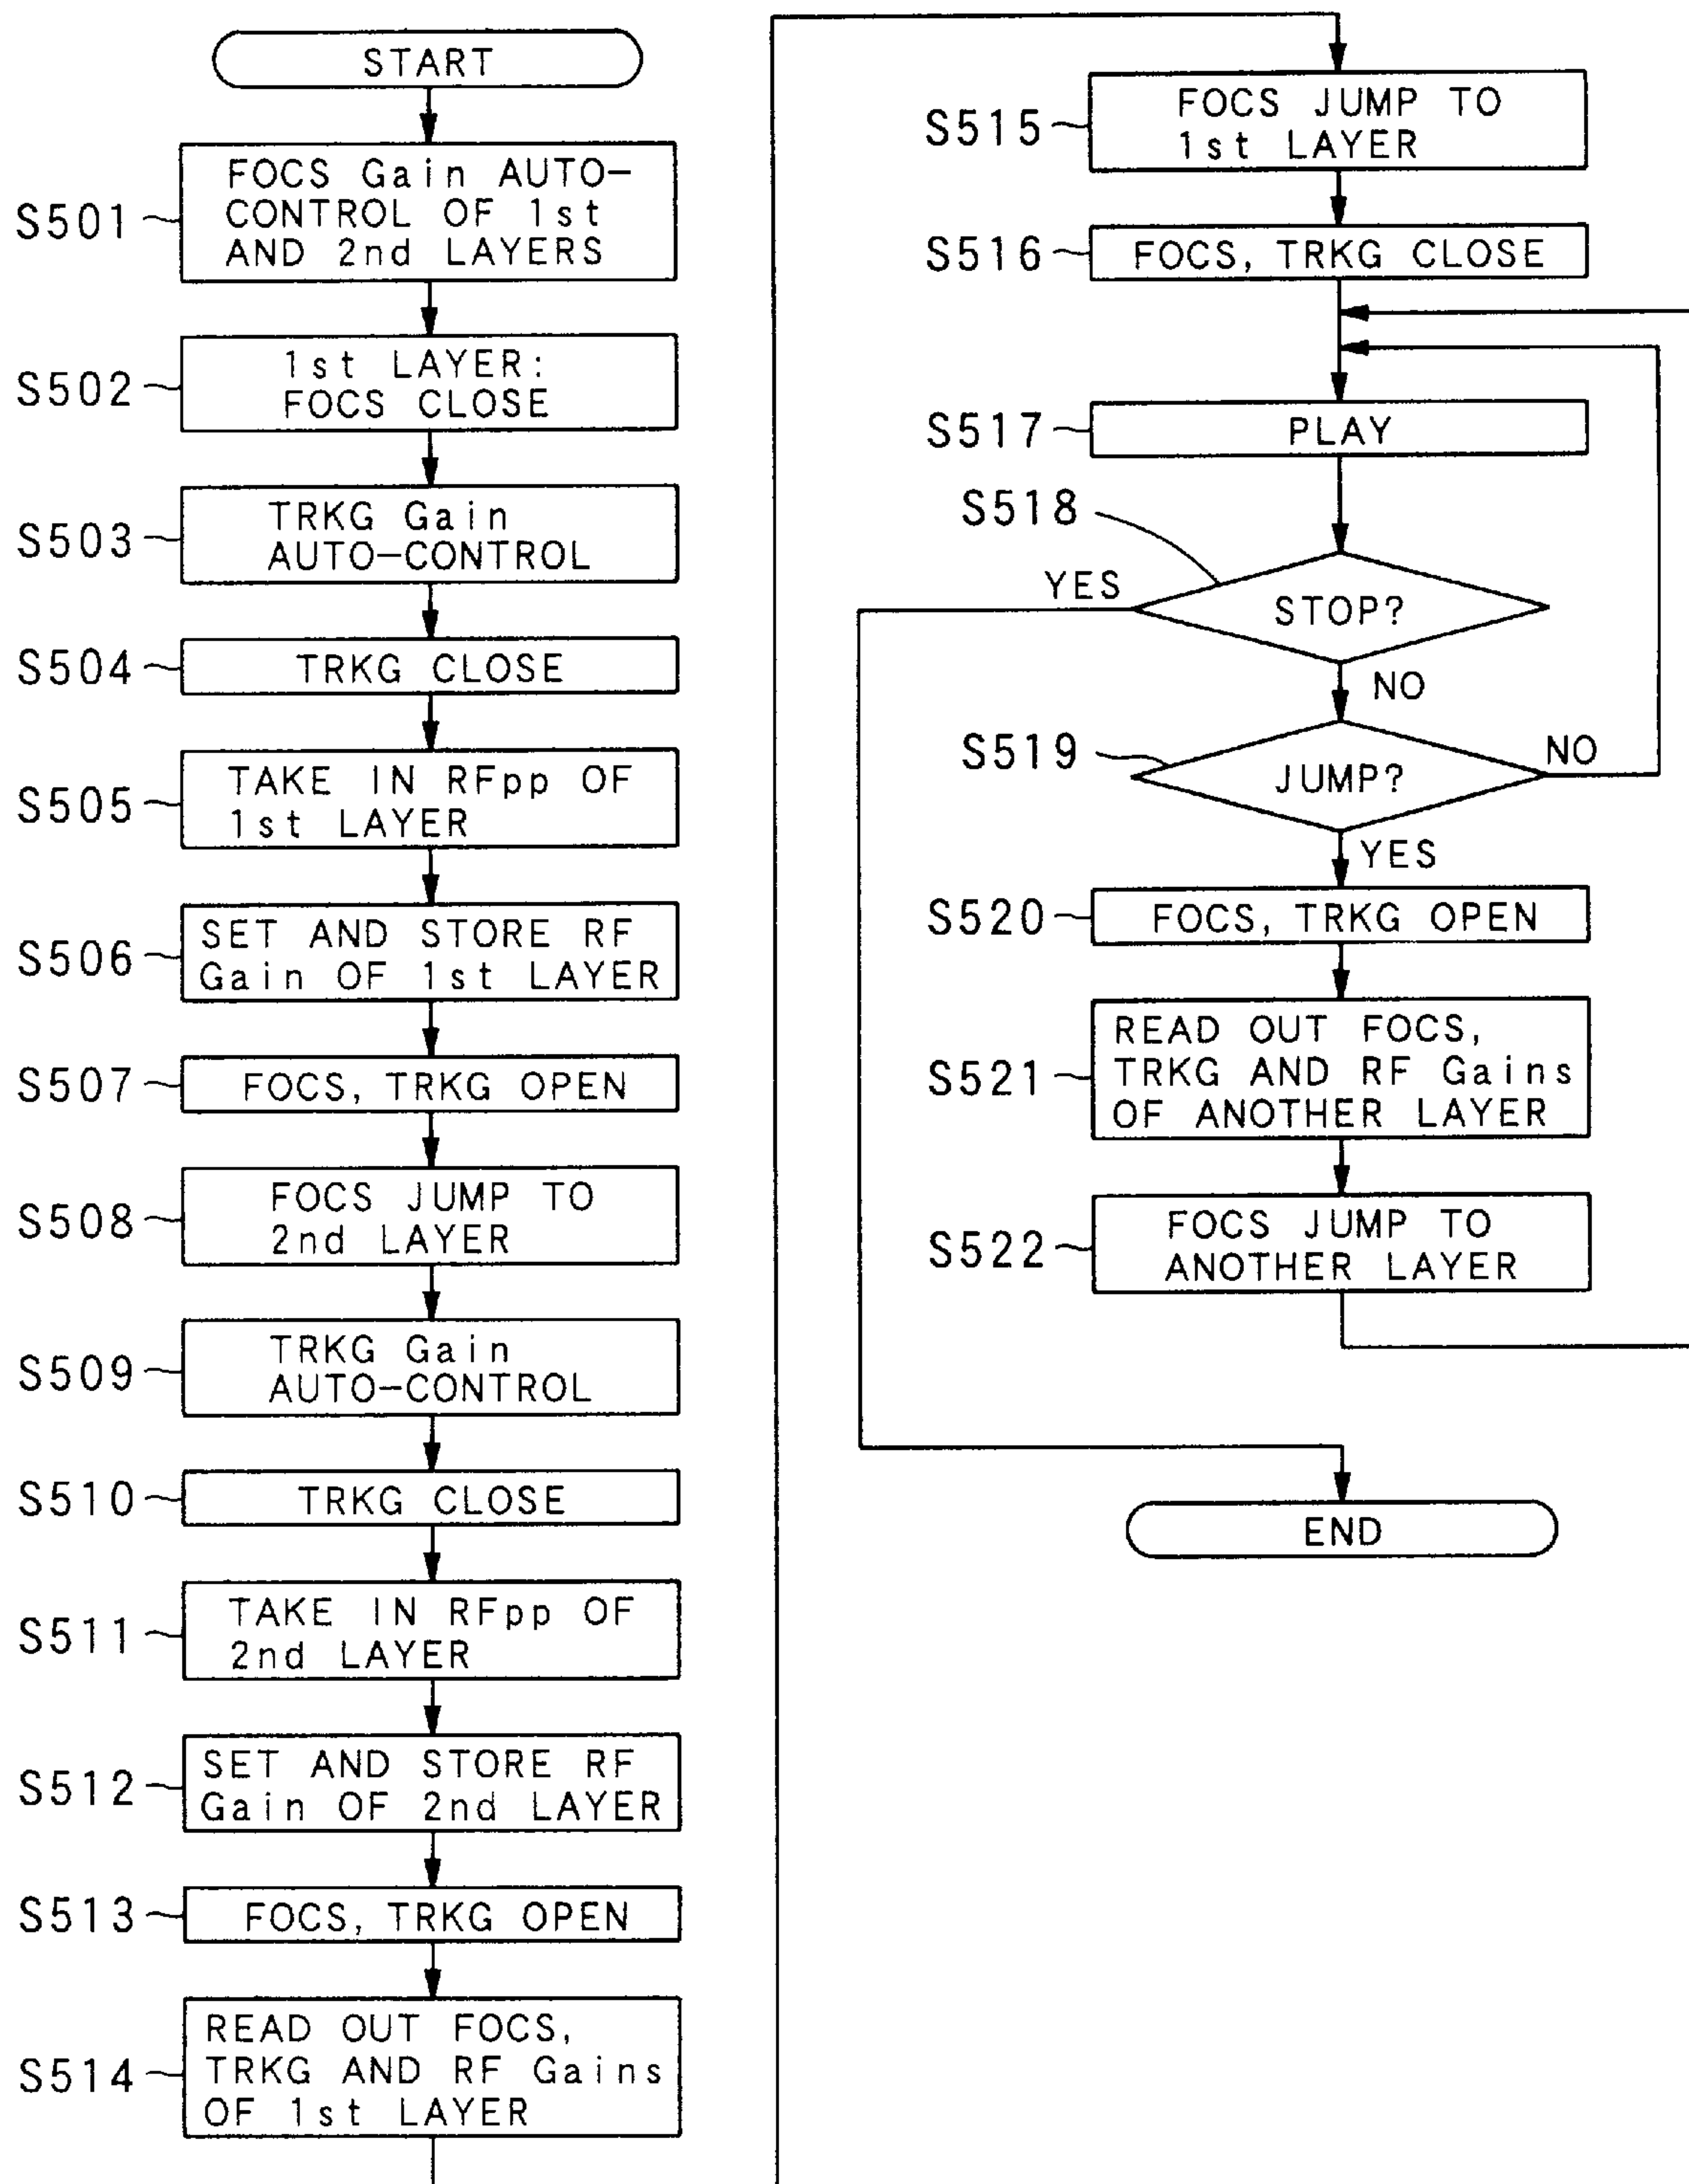 START
S501
FOCS Gain AUTO-
CONTROL OF 1st
AND 2nd LAYERS
S502
1st LAYER:
FOCS CLOSE
S503
TRKG Gain
AUTO-CONTROL
S504
TRKG CLOSE
S505
TAKE IN RFpp OF
1st LAYER
S506
SET AND STORE RF
Gain OF 1st LAYER
S507
FOCS, TRKG OPEN
S508
FOCS JUMP TO
2nd LAYER
S509
TRKG Gain
AUTO-CONTROL
S510
TRKG CLOSE
S511
TAKE IN RFpp OF
2nd LAYER
S512
SET AND STORE RF
Gain OF 2nd LAYER
S513
FOCS, TRKG OPEN
S514
READ OUT FOCS,
TRKG AND RF Gains
OF 1st LAYER
S515
FOCS JUMP TO
1st LAYER
S516
FOCS, TRKG CLOSE
S517
PLAY
S518
YES
STOP?
NO
S519
JUMP?
NO
YES
S520
FOCS, TRKG OPEN
S521
READ OUT FOCS,
TRKG AND RF Gains
OF ANOTHER LAYER
S522
FOCS JUMP TO
ANOTHER LAYER
END